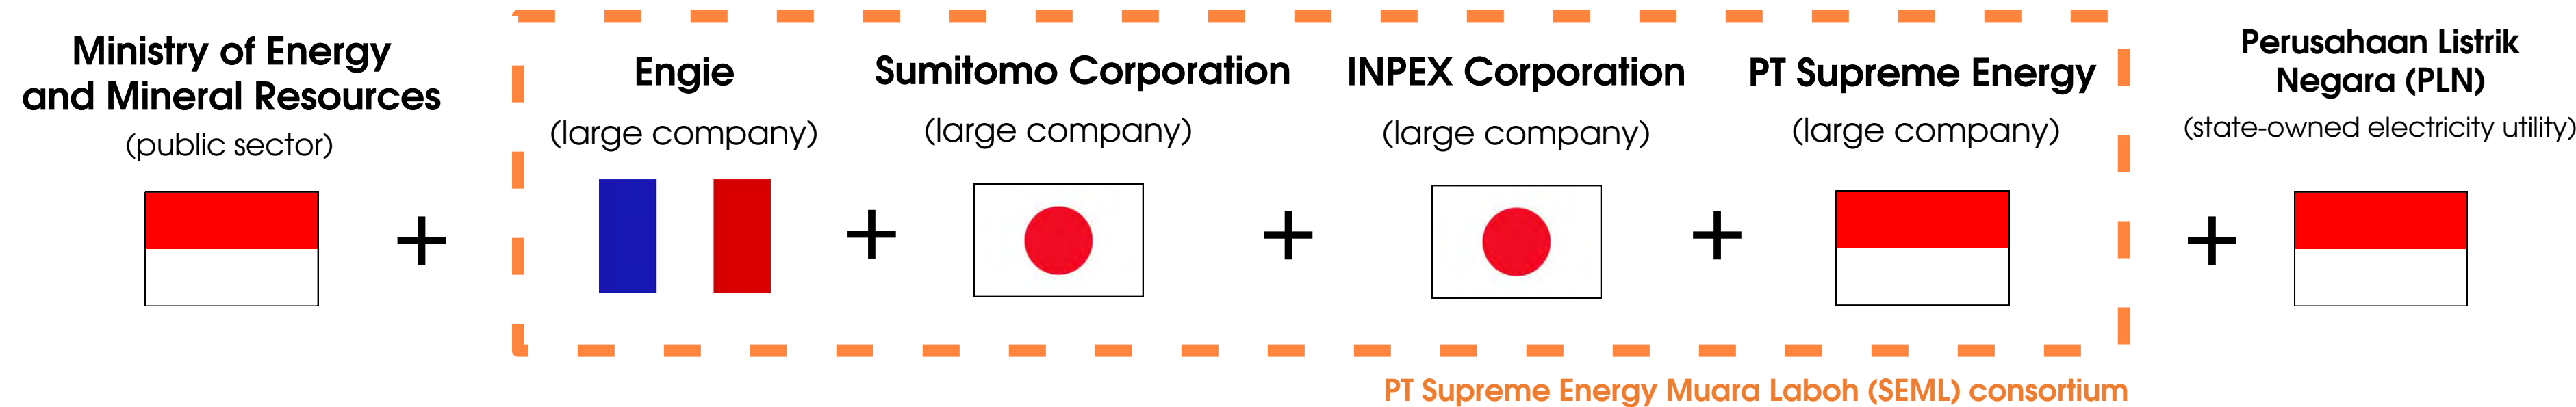 Ministry of Energy
and Mineral Resources
(public sector)
+
Engie
(large company)
+
Sumitomo Corporation
(large company)
+
INPEX Corporation
(large company)
+
PT Supreme Energy
(large company)
+
Perusahaan Listrik
Negara (PLN)
(state-owned electricity utility)
PT Supreme Energy Muara Laboh (SEML) consortium